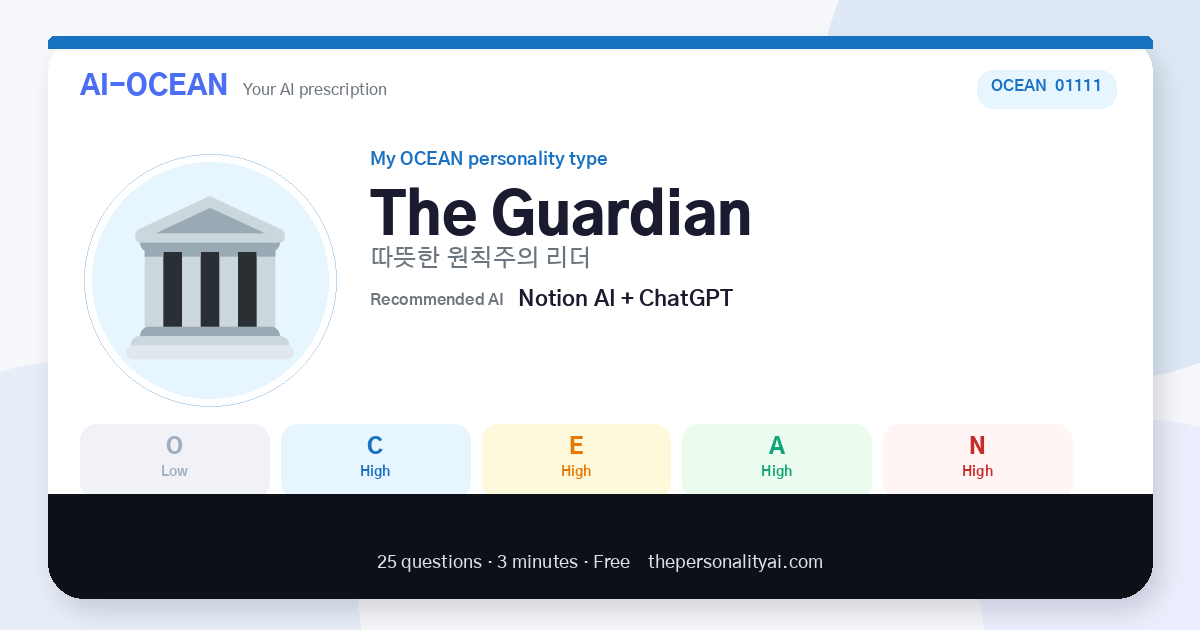 AI-OCEAN Your AI prescription
OCEAN 01111
My OCEAN personality type
The Guardian
따뜻한 원칙주의 리더
Recommended AI Notion AI + ChatGPT
O C E A N
Low High High High High
25 questions · 3 minutes · Free thepersonalityai.com